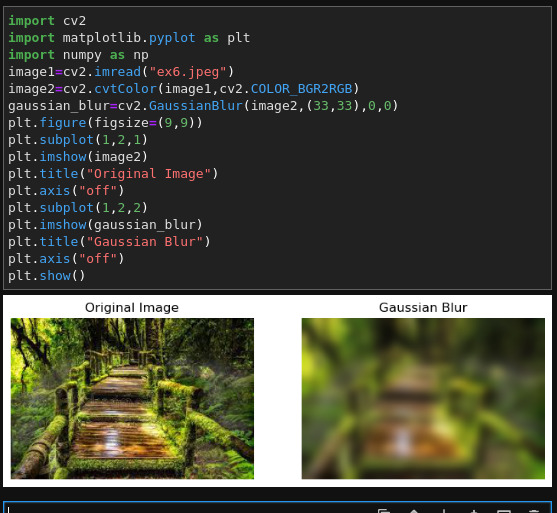 import cv2
import matplotlib.pyplot as plt
import numpy as np
image1=cv2.imread("ex6.jpeg")
image2=cv2.cvtColor(image1,cv2.COLOR_BGR2RGB)
gaussian_blur=cv2.GaussianBlur(image2,(33,33),0,0)
plt.figure(figsize=(9,9))
plt.subplot(1,2,1)
plt.imshow(image2)
plt.title("Original Image")
plt.axis("off")
plt.subplot(1,2,2)
plt.imshow(gaussian_blur)
plt.title("Gaussian Blur")
plt.axis("off")
plt.show()
Original Image
Gaussian Blur